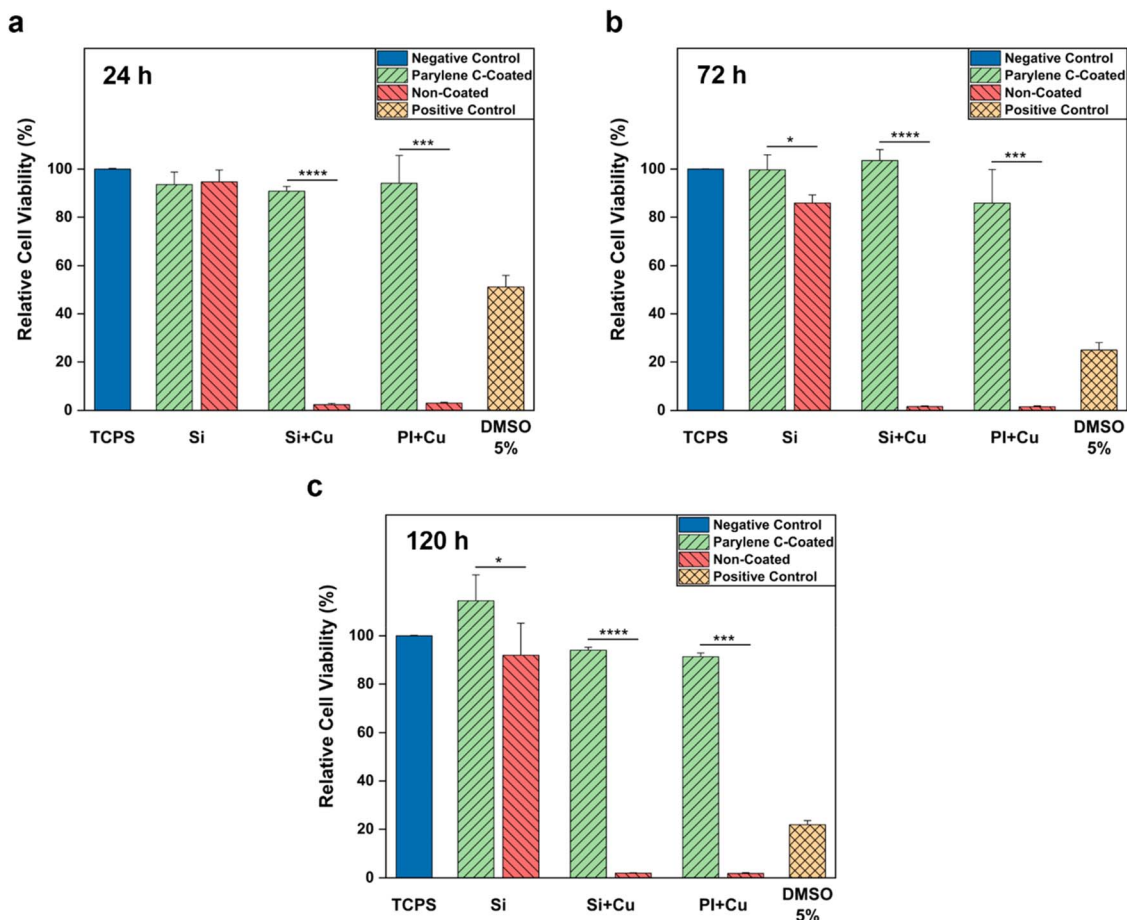 a
24 h
Negative Control
Parylene C-Coated
Non-Coated
Positive Control
Relative Cell Viability (%)
100
80
60
40
20
0
***
****
TCPS
Si
Si+Cu
PI+Cu
DMSO
5%
b
72 h
Negative Control
Parylene C-Coated
Non-Coated
Positive Control
Relative Cell Viability (%)
100
80
60
40
20
0
*
****
***
TCPS
Si
Si+Cu
PI+Cu
DMSO
5%
c
120 h
Negative Control
Parylene C-Coated
Non-Coated
Positive Control
Relative Cell Viability (%)
100
80
60
40
20
0
*
****
***
TCPS
Si
Si+Cu
PI+Cu
DMSO
5%